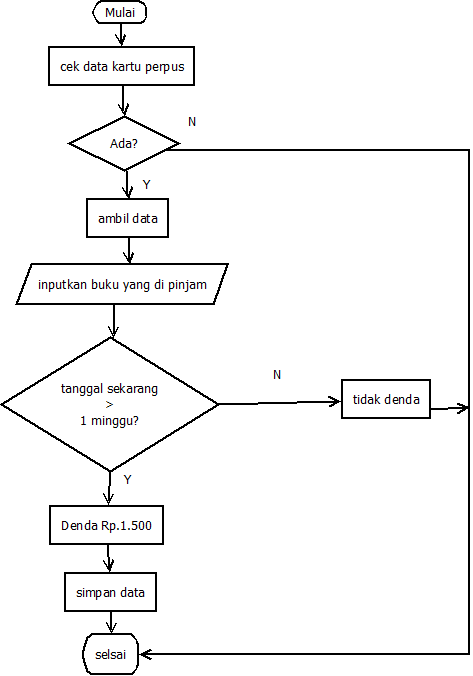 Mulai
cek data kartu perpus
N
Ada?
Y
ambil data
inputkan buku yang di pinjam
tanggal sekarang
>
1 minggu?
N
tidak denda
Y
Denda Rp.1.500
simpan data
selsai